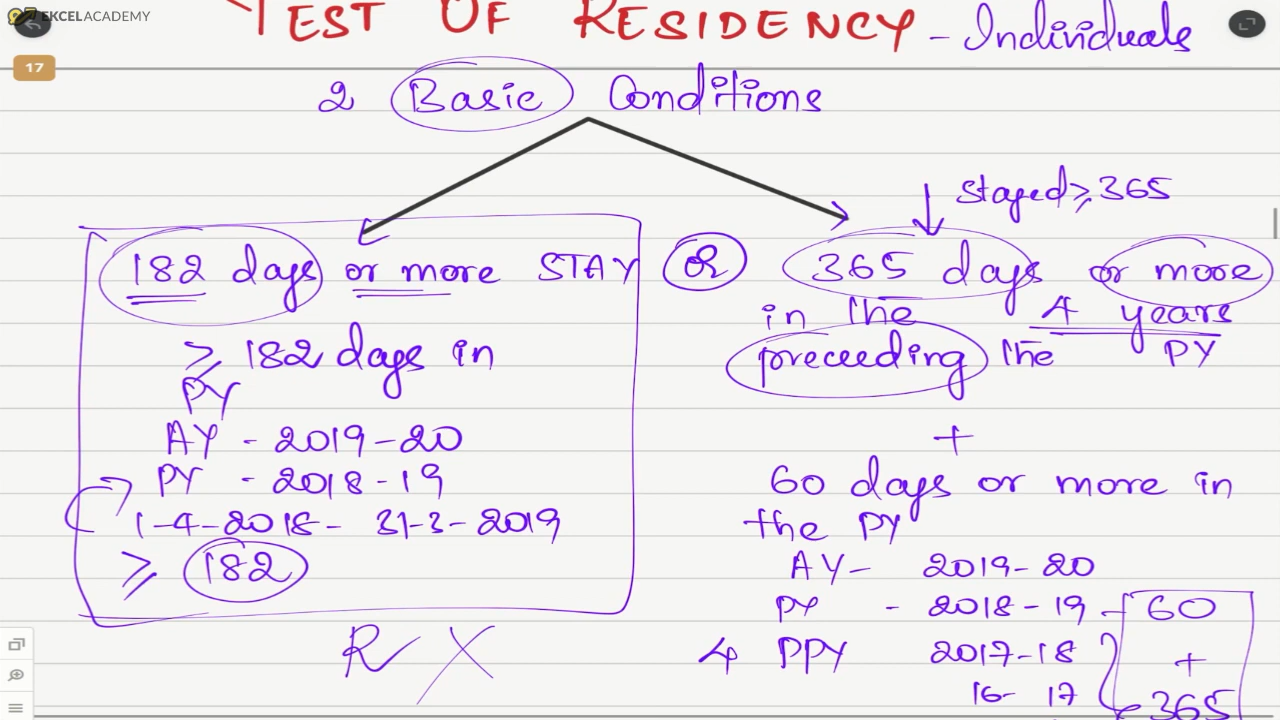 EKCELACADEMY
TEST OF RESIDENCY - Individuals
17
2 Basic Conditions
182 days or more STAY
≥ 182 days in
PY
AY - 2019-20
PY - 2018-19
1-4-2018- 31-3-2019
≥ 182
R X
OR
Stayed ≥ 365
365 days or more
in the 4 years
preceeding the PY
+
60 days or more in
the PY
AY- 2019-20
PY - 2018-19 - 60
4 PPY 2017-18 +
16-17 365